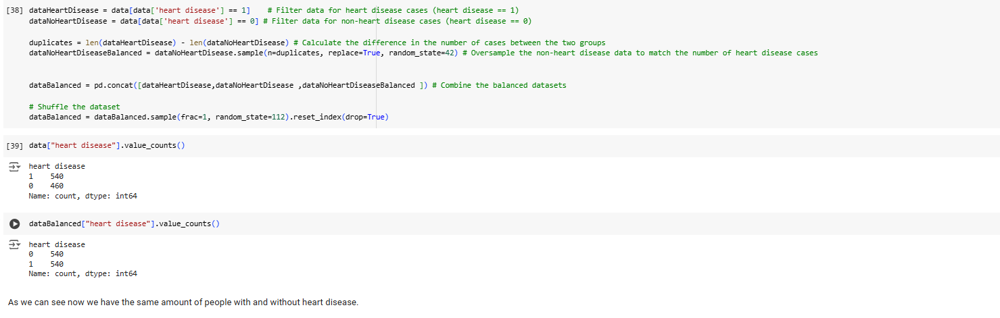 [38] dataHeartDisease = data[data['heart disease'] == 1]    # Filter data for heart disease cases (heart disease == 1)
dataNoHeartDisease = data[data['heart disease'] == 0] # Filter data for non-heart disease cases (heart disease == 0)
duplicates = len(dataHeartDisease) - len(dataNoHeartDisease) # Calculate the difference in the number of cases between the two groups
dataNoHeartDiseaseBalanced = dataNoHeartDisease.sample(n=duplicates, replace=True, random_state=42) # Oversample the non-heart disease data to match the number of heart disease cases
dataBalanced = pd.concat([dataHeartDisease,dataNoHeartDisease ,dataNoHeartDiseaseBalanced ]) # Combine the balanced datasets
# Shuffle the dataset
dataBalanced = dataBalanced.sample(frac=1, random_state=112).reset_index(drop=True)
[39] data["heart disease"].value_counts()
heart disease
1    540
0    460
Name: count, dtype: int64
dataBalanced["heart disease"].value_counts()
heart disease
0    540
1    540
Name: count, dtype: int64
As we can see now we have the same amount of people with and without heart disease.